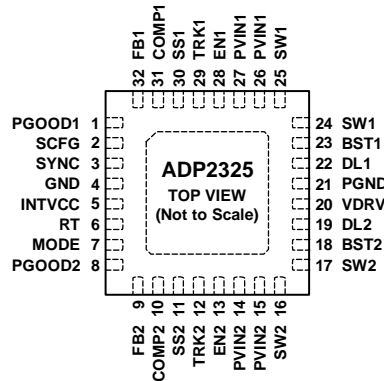 FB1
COMP1
SS1
TRK1
EN1
PVIN1
PVIN1
SW1
32
31
30
29
28
27
26
25
PGOOD1 1
SCFG 2
SYNC 3
GND 4
INTVCC 5
RT 6
MODE 7
PGOOD2 8
ADP2325
TOP VIEW
(Not to Scale)
24 SW1
23 BST1
22 DL1
21 PGND
20 VDRV
19 DL2
18 BST2
17 SW2
FB2 9
COMP2 10
SS2 11
TRK2 12
EN2 13
PVIN2 14
PVIN2 15
SW2 16